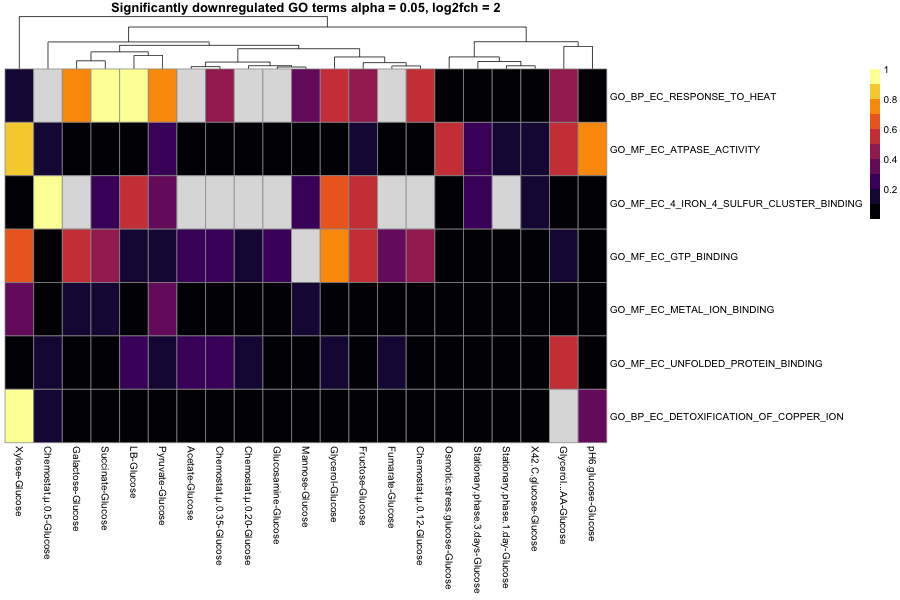 Significantly downregulated GO terms alpha = 0.05, log2fch = 2
1
0.8
0.6
0.4
0.2
GO_BP_EC_RESPONSE_TO_HEAT
GO_MF_EC_ATPASE_ACTIVITY
GO_MF_EC_4_IRON_4_SULFUR_CLUSTER_BINDING
GO_MF_EC_GTP_BINDING
GO_MF_EC_METAL_ION_BINDING
GO_MF_EC_UNFOLDED_PROTEIN_BINDING
GO_BP_EC_DETOXIFICATION_OF_COPPER_ION
Xylose-Glucose
Chemostat.µ.0.5-Glucose
Galactose-Glucose
Succinate-Glucose
LB-Glucose
Pyruvate-Glucose
Acetate-Glucose
Chemostat.µ.0.35-Glucose
Chemostat.µ.0.20-Glucose
Glucosamine-Glucose
Mannose-Glucose
Glycerol-Glucose
Fructose-Glucose
Fumarate-Glucose
Chemostat.µ.0.12-Glucose
Osmotic.stress.glucose-Glucose
Stationary.phase.3.days-Glucose
Stationary.phase.1.day-Glucose
X42.C.glucose-Glucose
Glycerol...AA-Glucose
pH6.glucose-Glucose